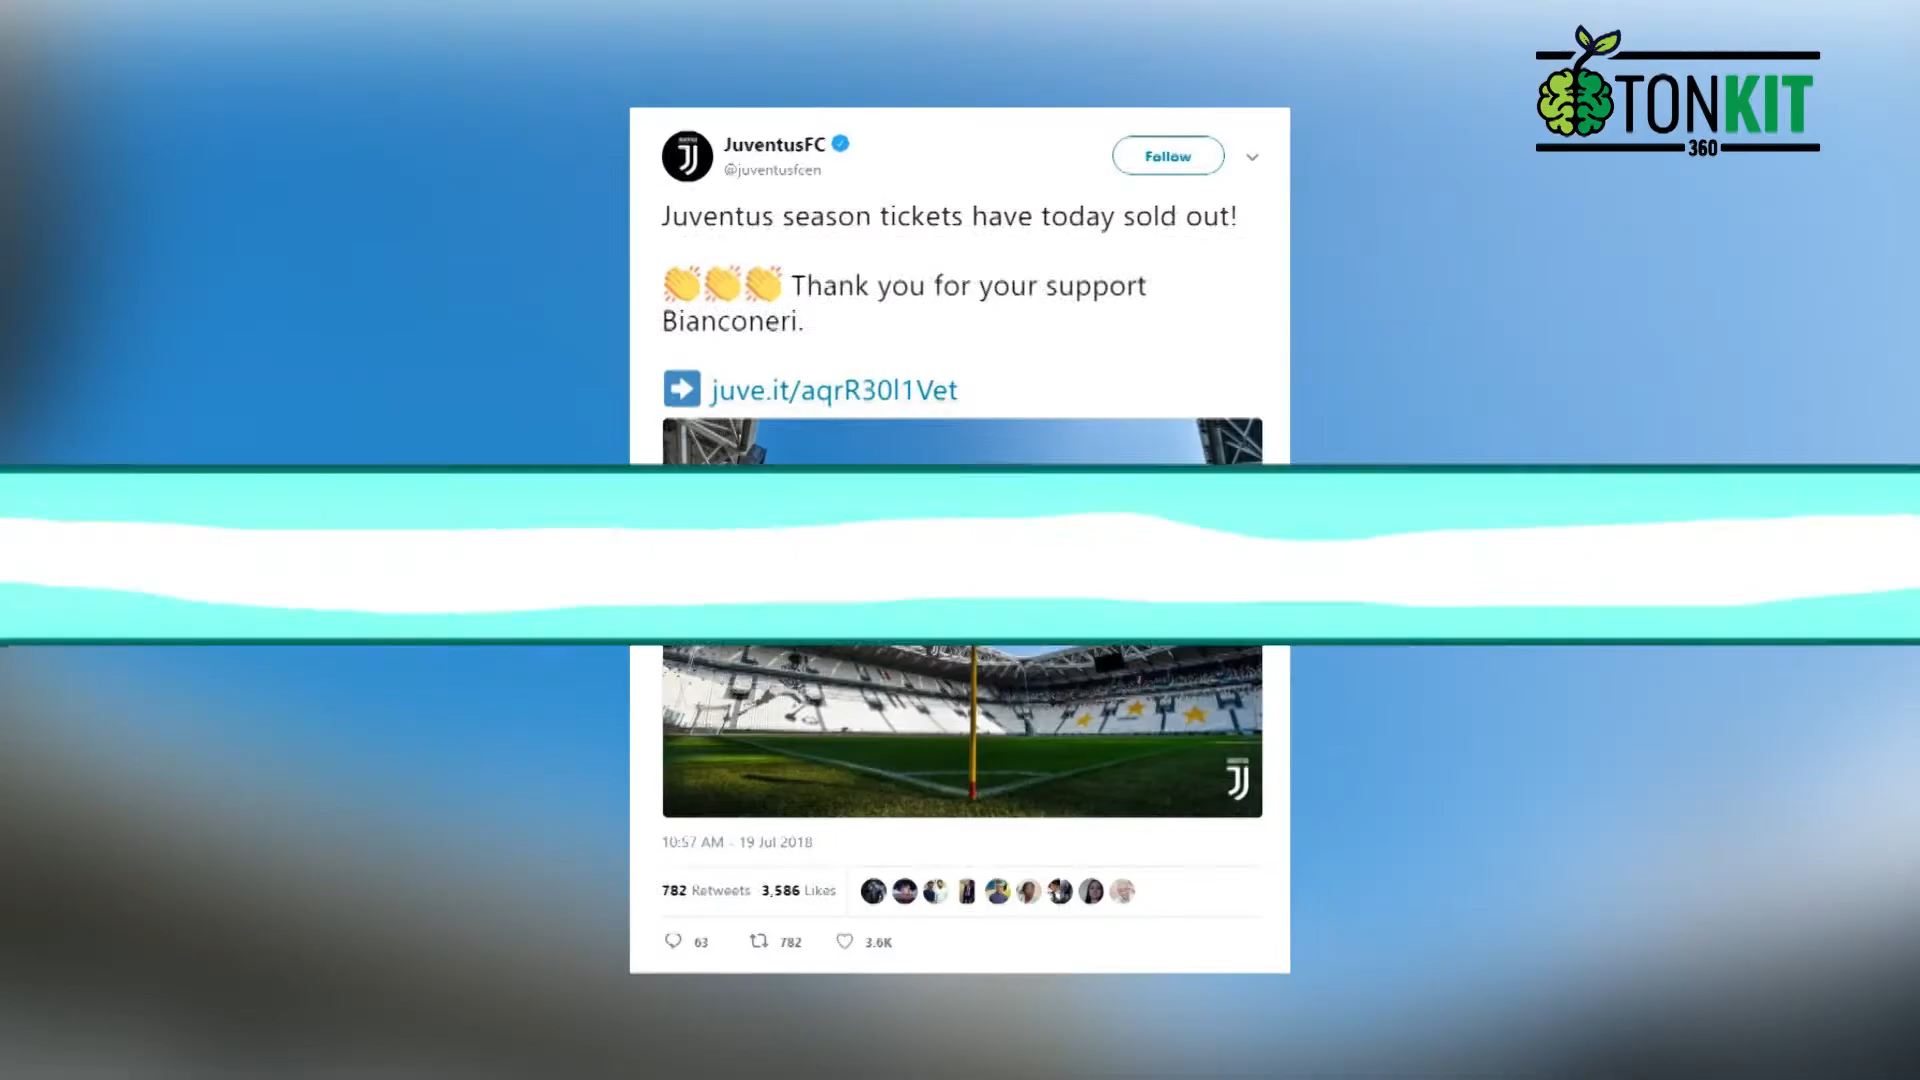 TONKIT
360
JuventusFC
@juventusfcen
Follow
Juventus season tickets have today sold out!
👏👏👏 Thank you for your support
Bianconeri.
➡ juve.it/aqrR30l1Vet
10:57 AM - 19 Jul 2018
782 Retweets 3,586 Likes
63 782 3.6K